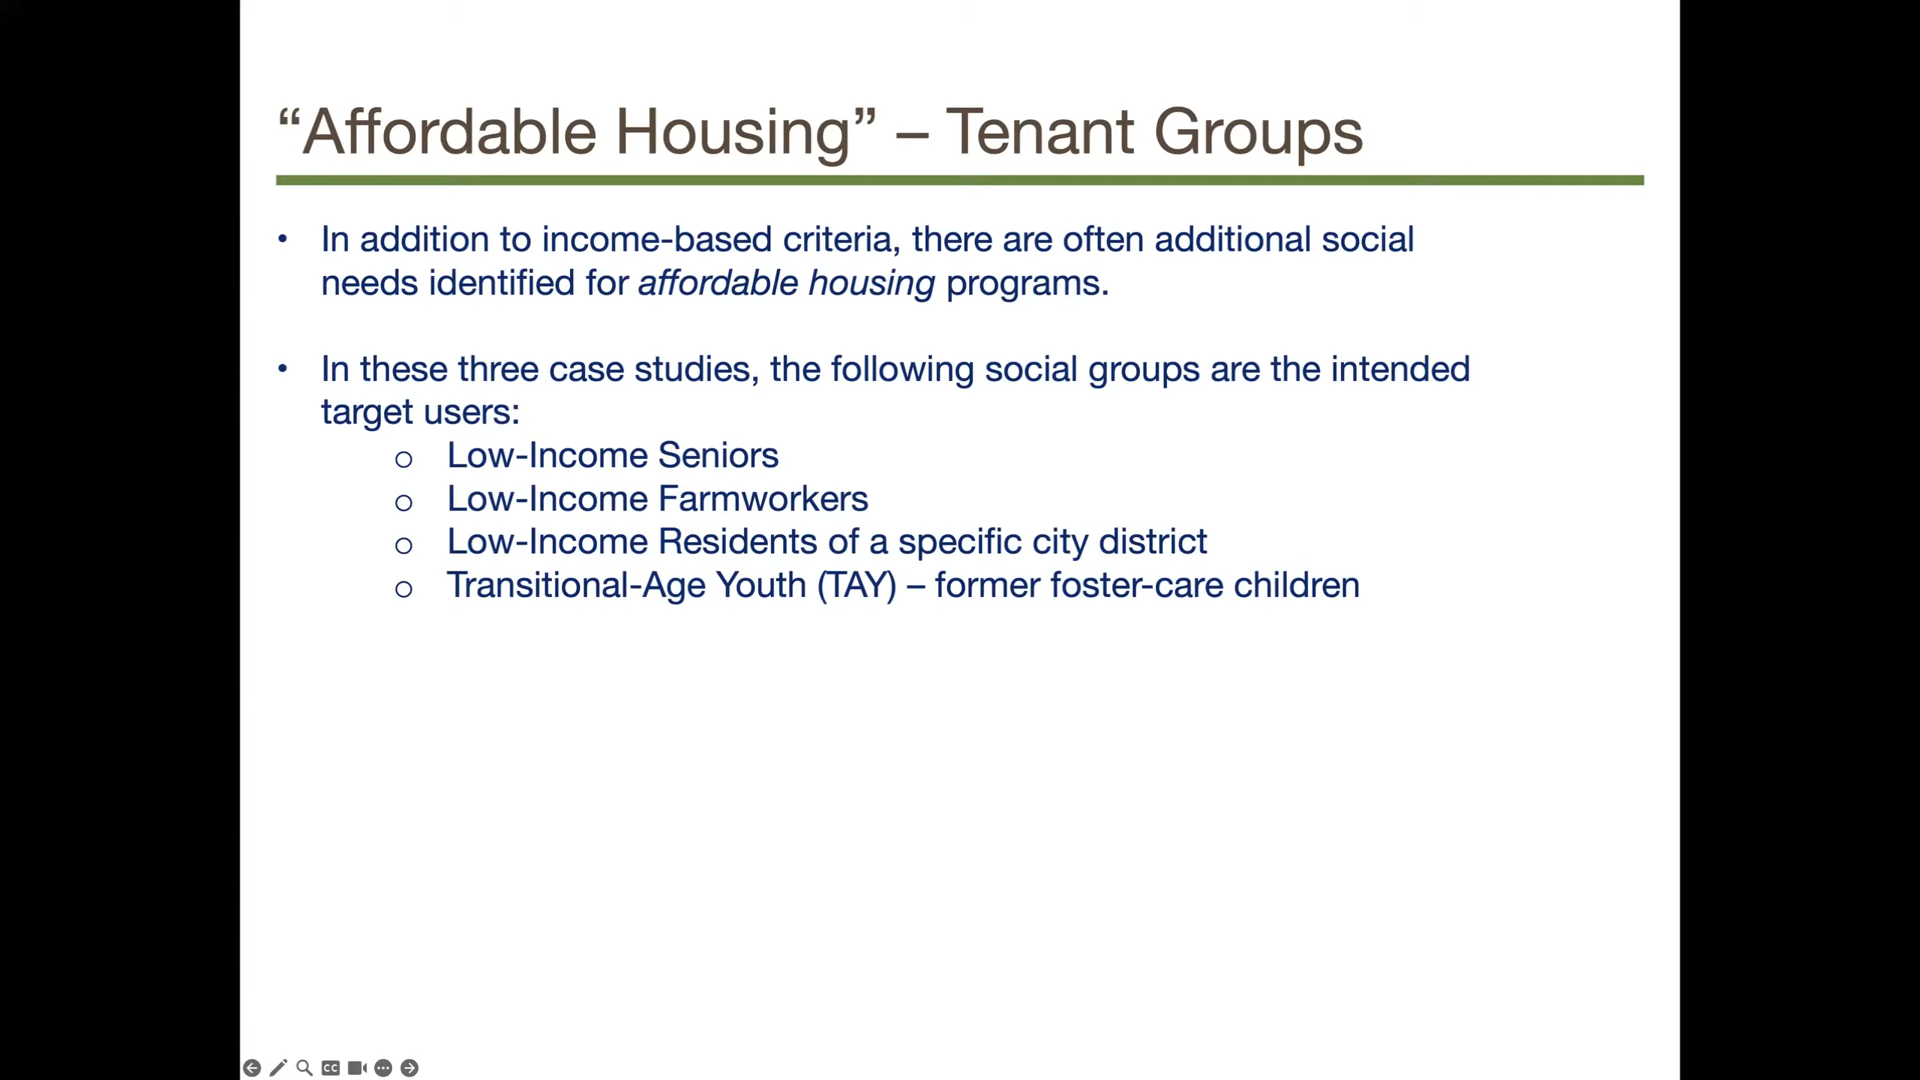 “Affordable Housing” – Tenant Groups
• In addition to income-based criteria, there are often additional social
needs identified for affordable housing programs.
• In these three case studies, the following social groups are the intended
target users:
o Low-Income Seniors
o Low-Income Farmworkers
o Low-Income Residents of a specific city district
o Transitional-Age Youth (TAY) – former foster-care children
CC